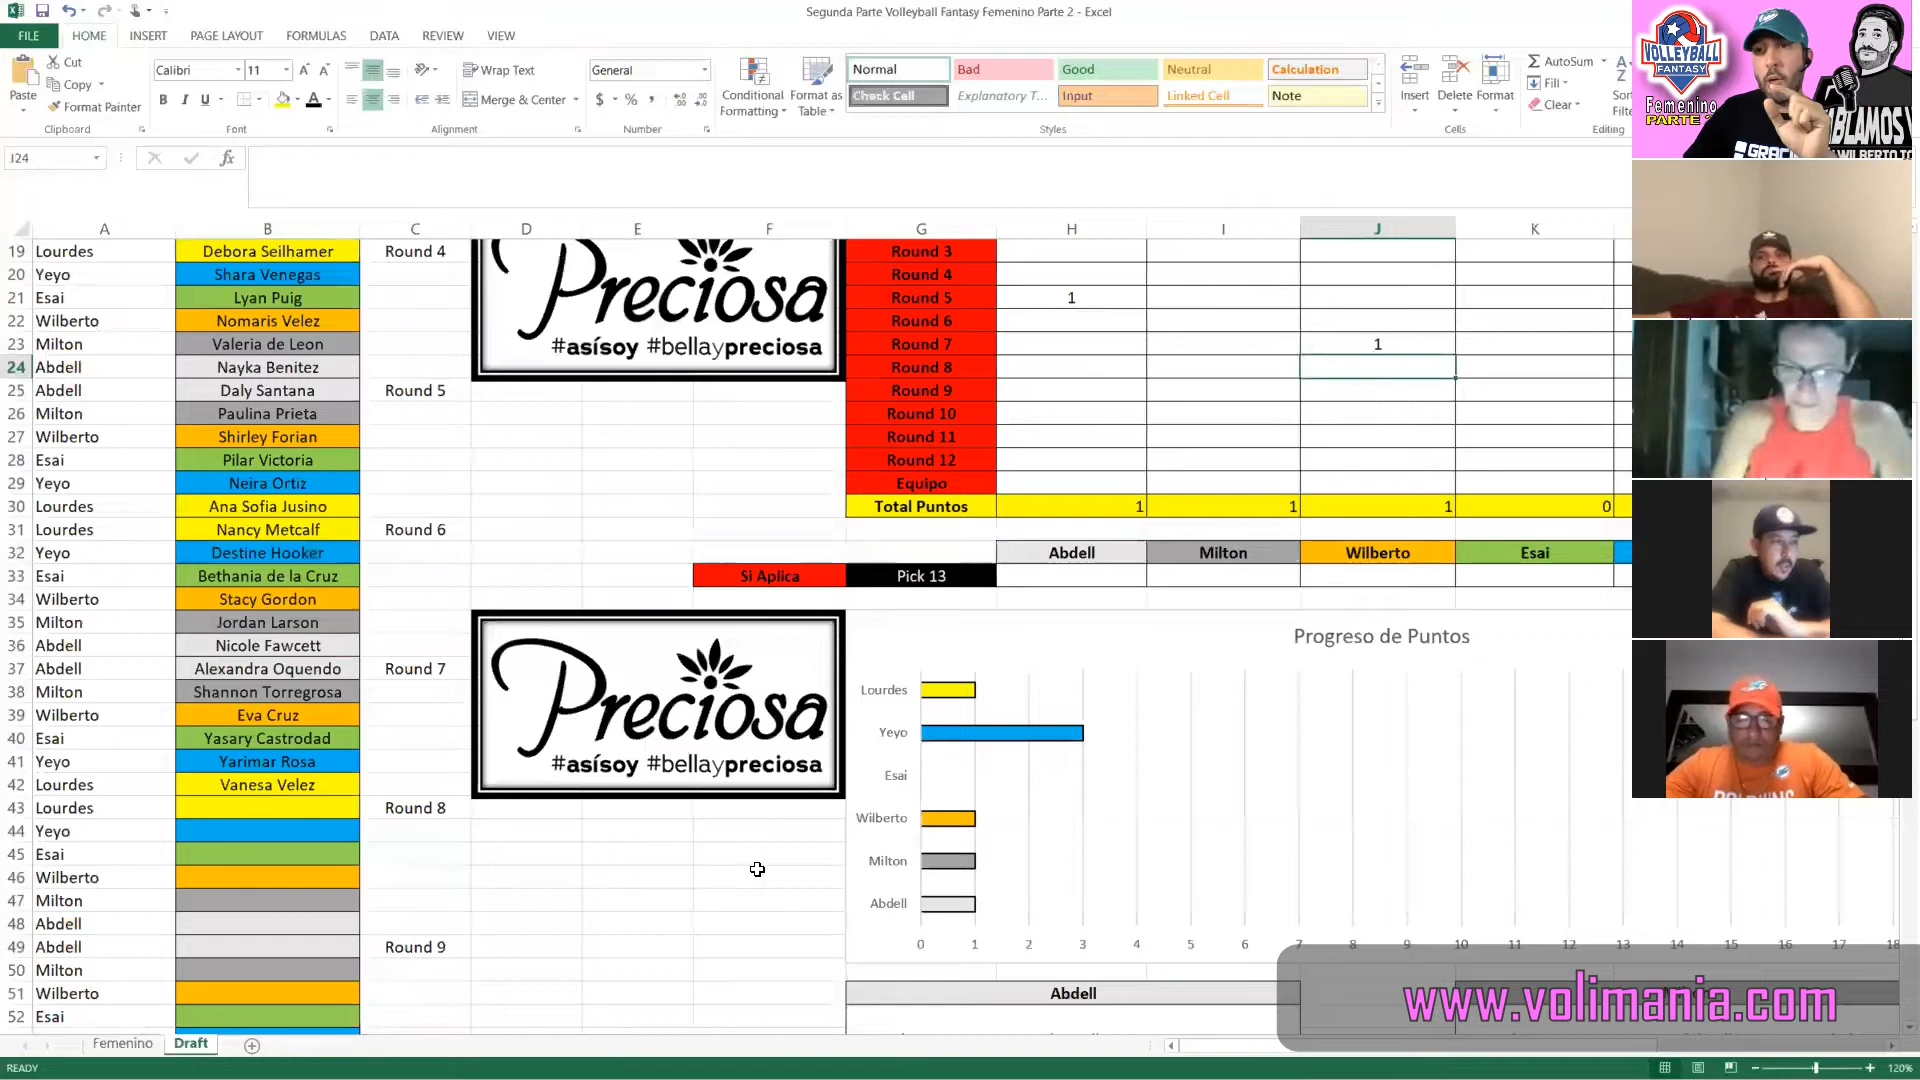 Segunda Parte Volleyball Fantasy Femenino Parte 2 - Excel
FILE HOME INSERT PAGE LAYOUT FORMULAS DATA REVIEW VIEW
Cut
Copy
Format Painter
Paste
Clipboard
Calibri 11
B I U
Font
Wrap Text
Merge & Center
Alignment
General
$ % ,
Number
Conditional Formatting
Format as Table
Normal Bad Good Neutral Calculation
Check Cell Explanatory T... Input Linked Cell Note
Styles
Insert Delete Format
Cells
AutoSum
Fill
Clear
Editing
J24
fx
A B C D E F G H I J K
19 Lourdes Debora Seilhamer Round 4 Round 3
20 Yeyo Shara Venegas Round 4
21 Esai Lyan Puig Round 5 1
22 Wilberto Nomaris Velez Round 6
23 Milton Valeria de Leon Round 7 1
24 Abdell Nayka Benitez Round 8
25 Abdell Daly Santana Round 5 Round 9
26 Milton Paulina Prieta Round 10
27 Wilberto Shirley Forian Round 11
28 Esai Pilar Victoria Round 12
29 Yeyo Neira Ortiz Equipo
30 Lourdes Ana Sofia Jusino Total Puntos 1 1 1 0
31 Lourdes Nancy Metcalf Round 6
32 Yeyo Destine Hooker Abdell Milton Wilberto Esai
33 Esai Bethania de la Cruz Si Aplica Pick 13
34 Wilberto Stacy Gordon
35 Milton Jordan Larson
36 Abdell Nicole Fawcett
37 Abdell Alexandra Oquendo Round 7
38 Milton Shannon Torregrosa
39 Wilberto Eva Cruz
40 Esai Yasary Castrodad
41 Yeyo Yarimar Rosa
42 Lourdes Vanesa Velez
43 Lourdes Round 8
44 Yeyo
45 Esai
46 Wilberto
47 Milton
48 Abdell
49 Abdell Round 9
50 Milton
51 Wilberto
52 Esai
Preciosa
#asísoy #bellaypreciosa
Preciosa
#asísoy #bellaypreciosa
Progreso de Puntos
Lourdes
Yeyo
Esai
Wilberto
Milton
Abdell
0 1 2 3 4 5 6 7 8 9 10 11 12 13 14 15 16 17 18
Abdell
www.volimania.com
Femenino Draft
READY
120%
VOLLEYBALL
FANTASY
Femenino